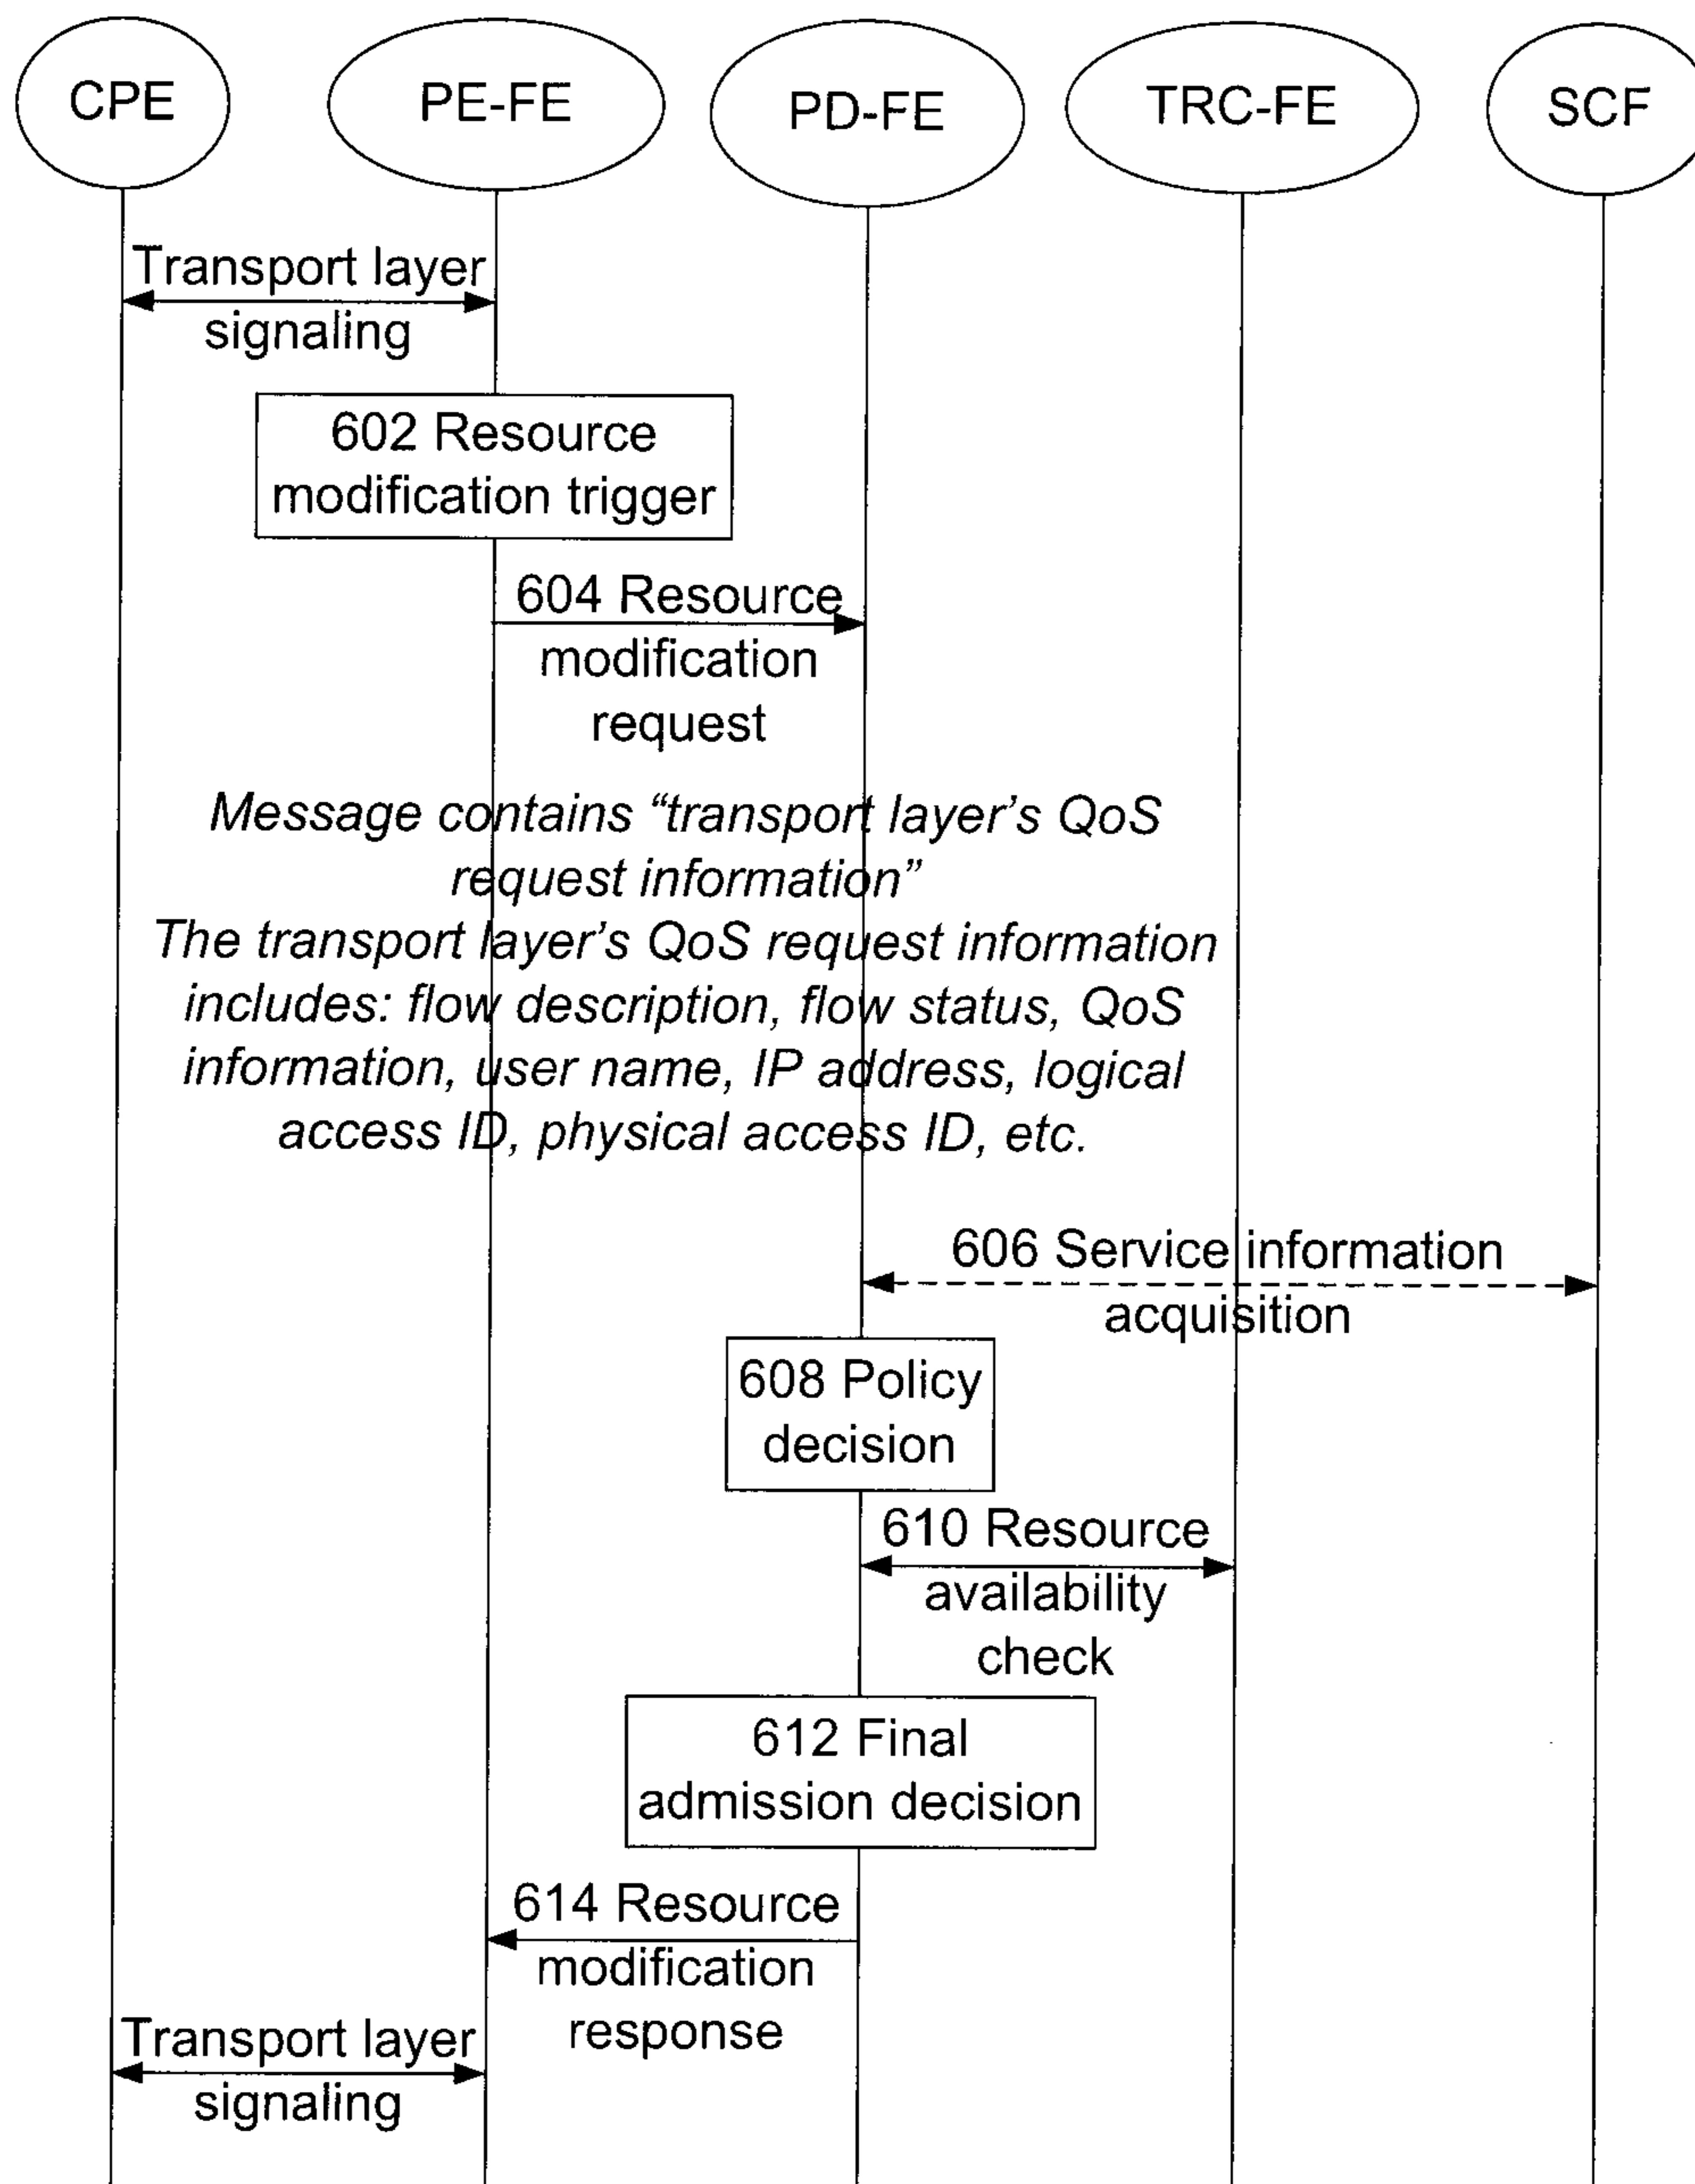 CPE
PE-FE
PD-FE
TRC-FE
SCF
Transport layer
signaling
602 Resource
modification trigger
604 Resource
modification
request
Message contains “transport layer’s QoS
request information”
The transport layer’s QoS request information
includes: flow description, flow status, QoS
information, user name, IP address, logical
access ID, physical access ID, etc.
606 Service information
acquisition
608 Policy
decision
610 Resource
availability
check
612 Final
admission decision
614 Resource
modification
response
Transport layer
signaling